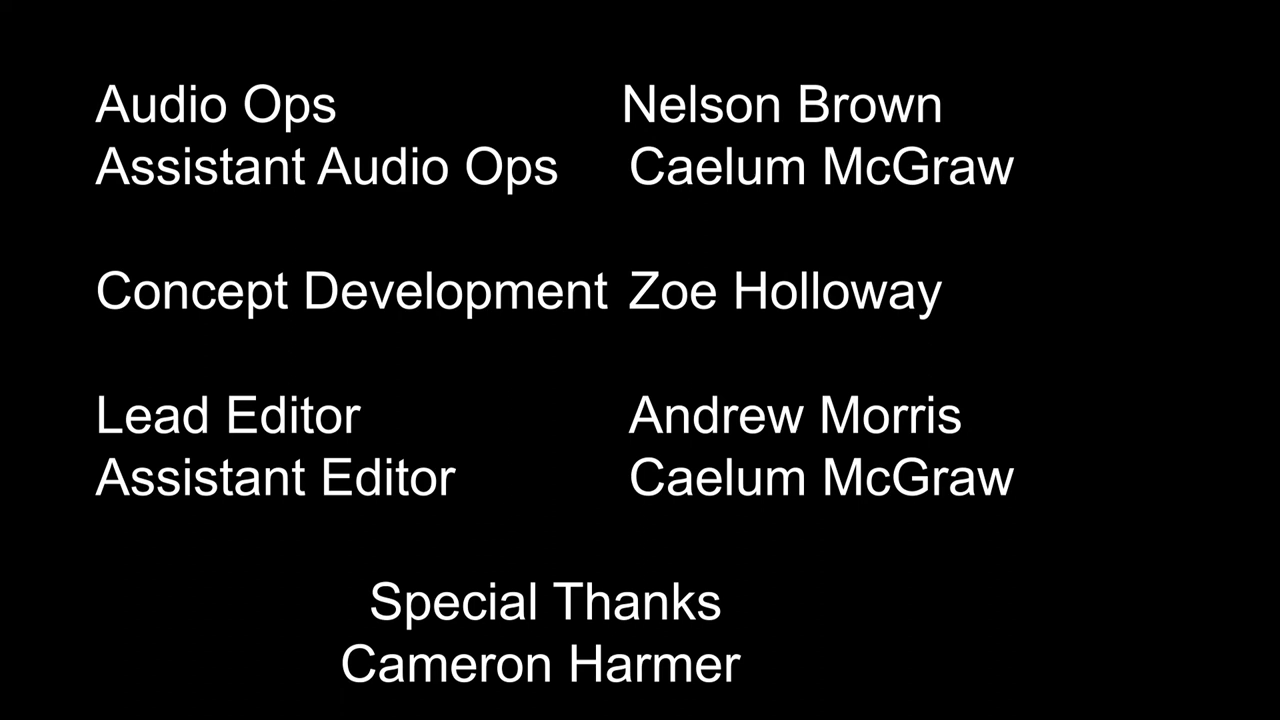 Audio Ops Nelson Brown
Assistant Audio Ops Caelum McGraw
Concept Development Zoe Holloway
Lead Editor Andrew Morris
Assistant Editor Caelum McGraw
Special Thanks
Cameron Harmer